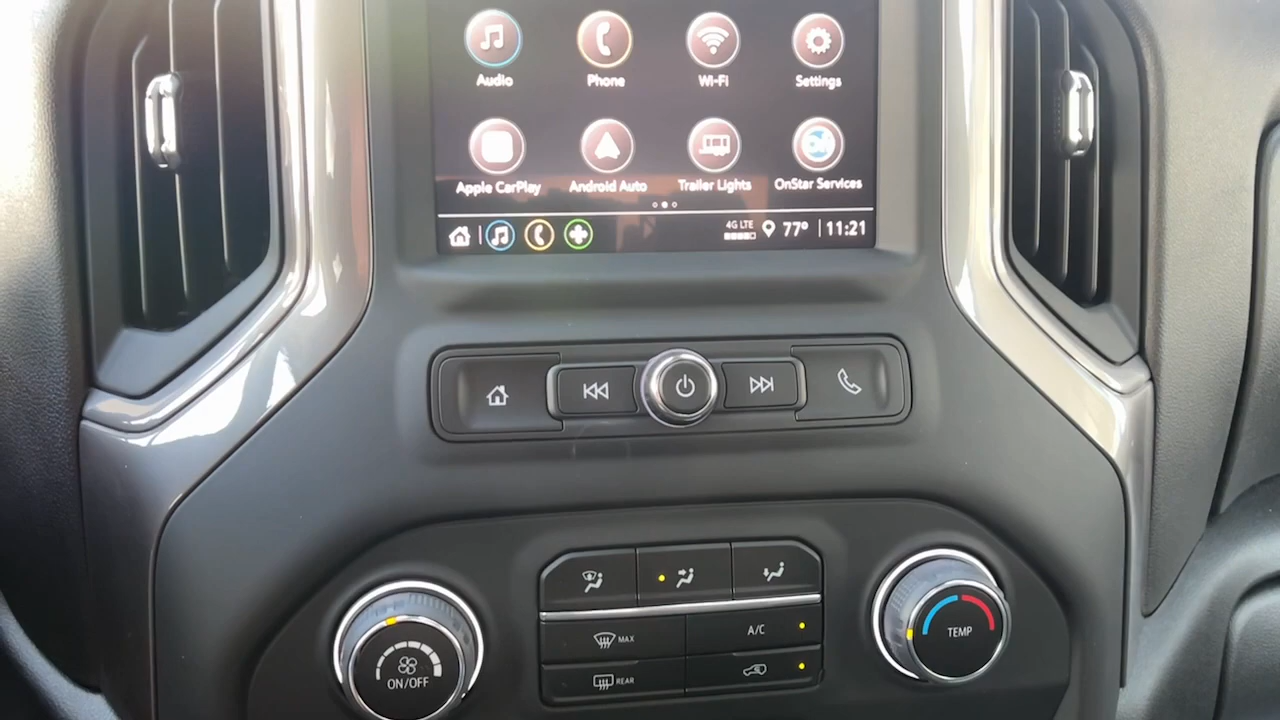 Audio Phone Wi-Fi Settings
Apple CarPlay Android Auto Trailer Lights OnStar Services
4G LTE 77° 11:21
MAX A/C
REAR
ON/OFF
TEMP